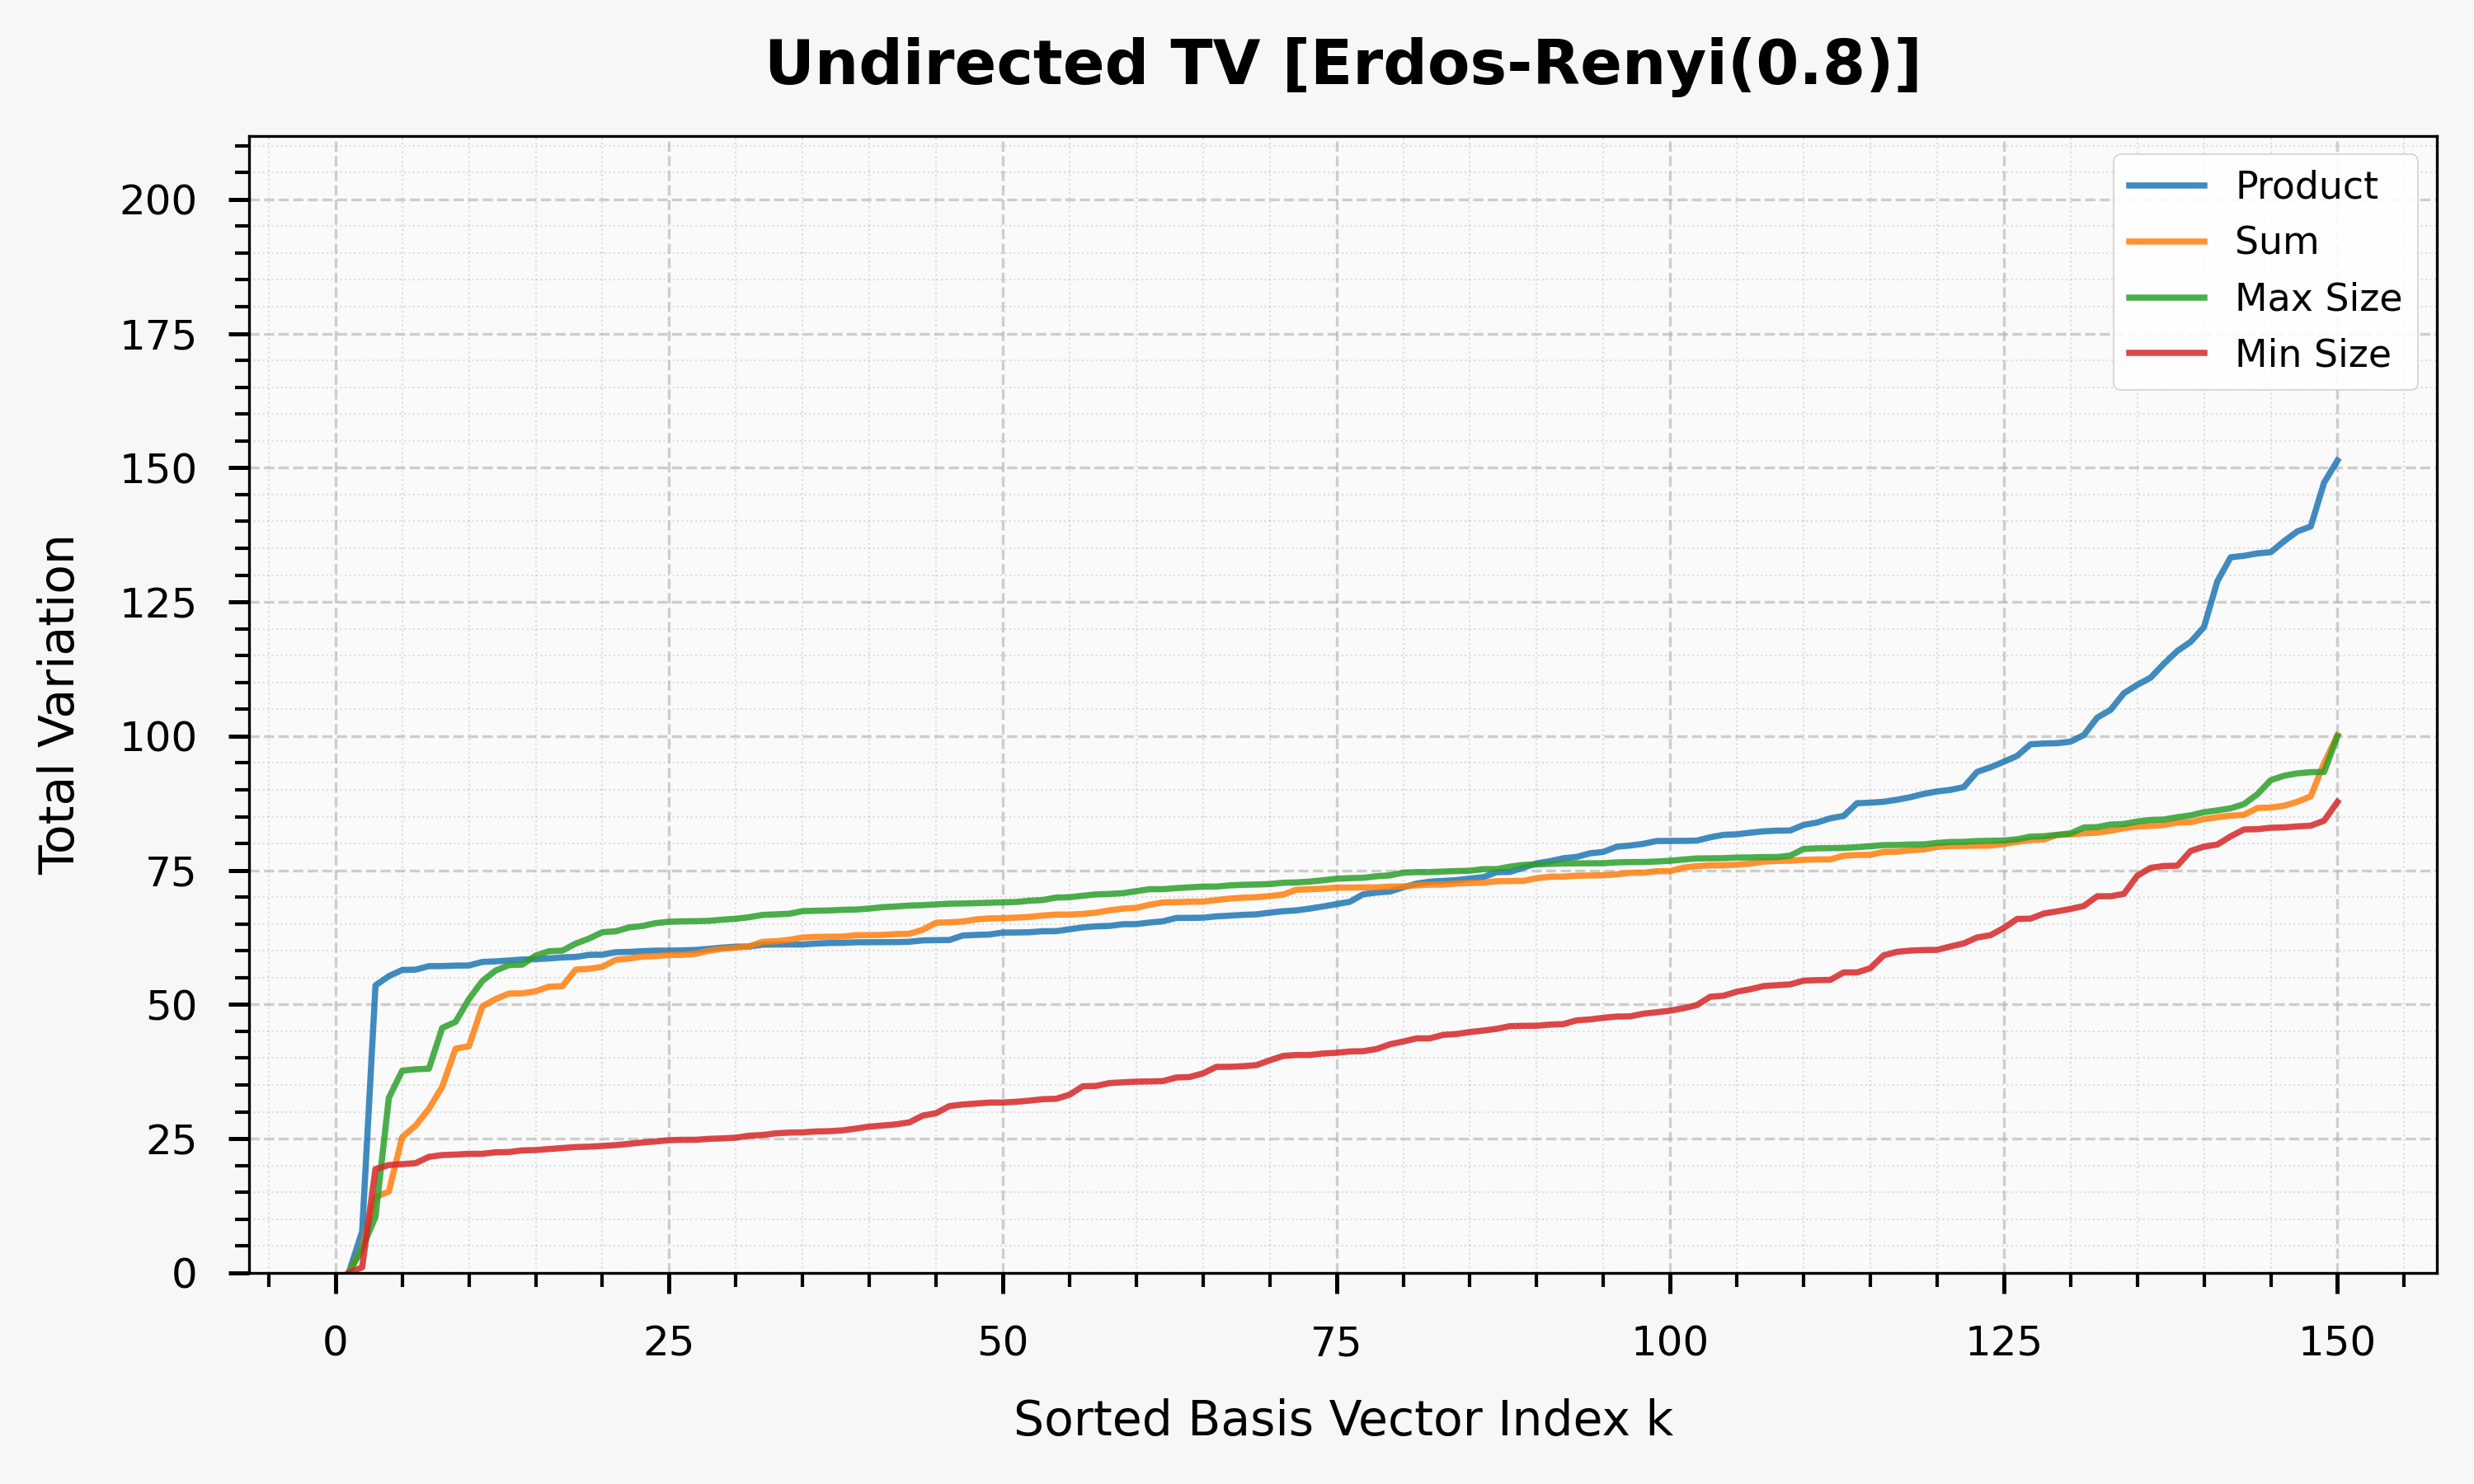 Undirected TV [Erdos-Renyi(0.8)]
Product
Sum
Max Size
Min Size
Total Variation
200
175
150
125
100
75
50
25
0
0 25 50 75 100 125 150
Sorted Basis Vector Index k